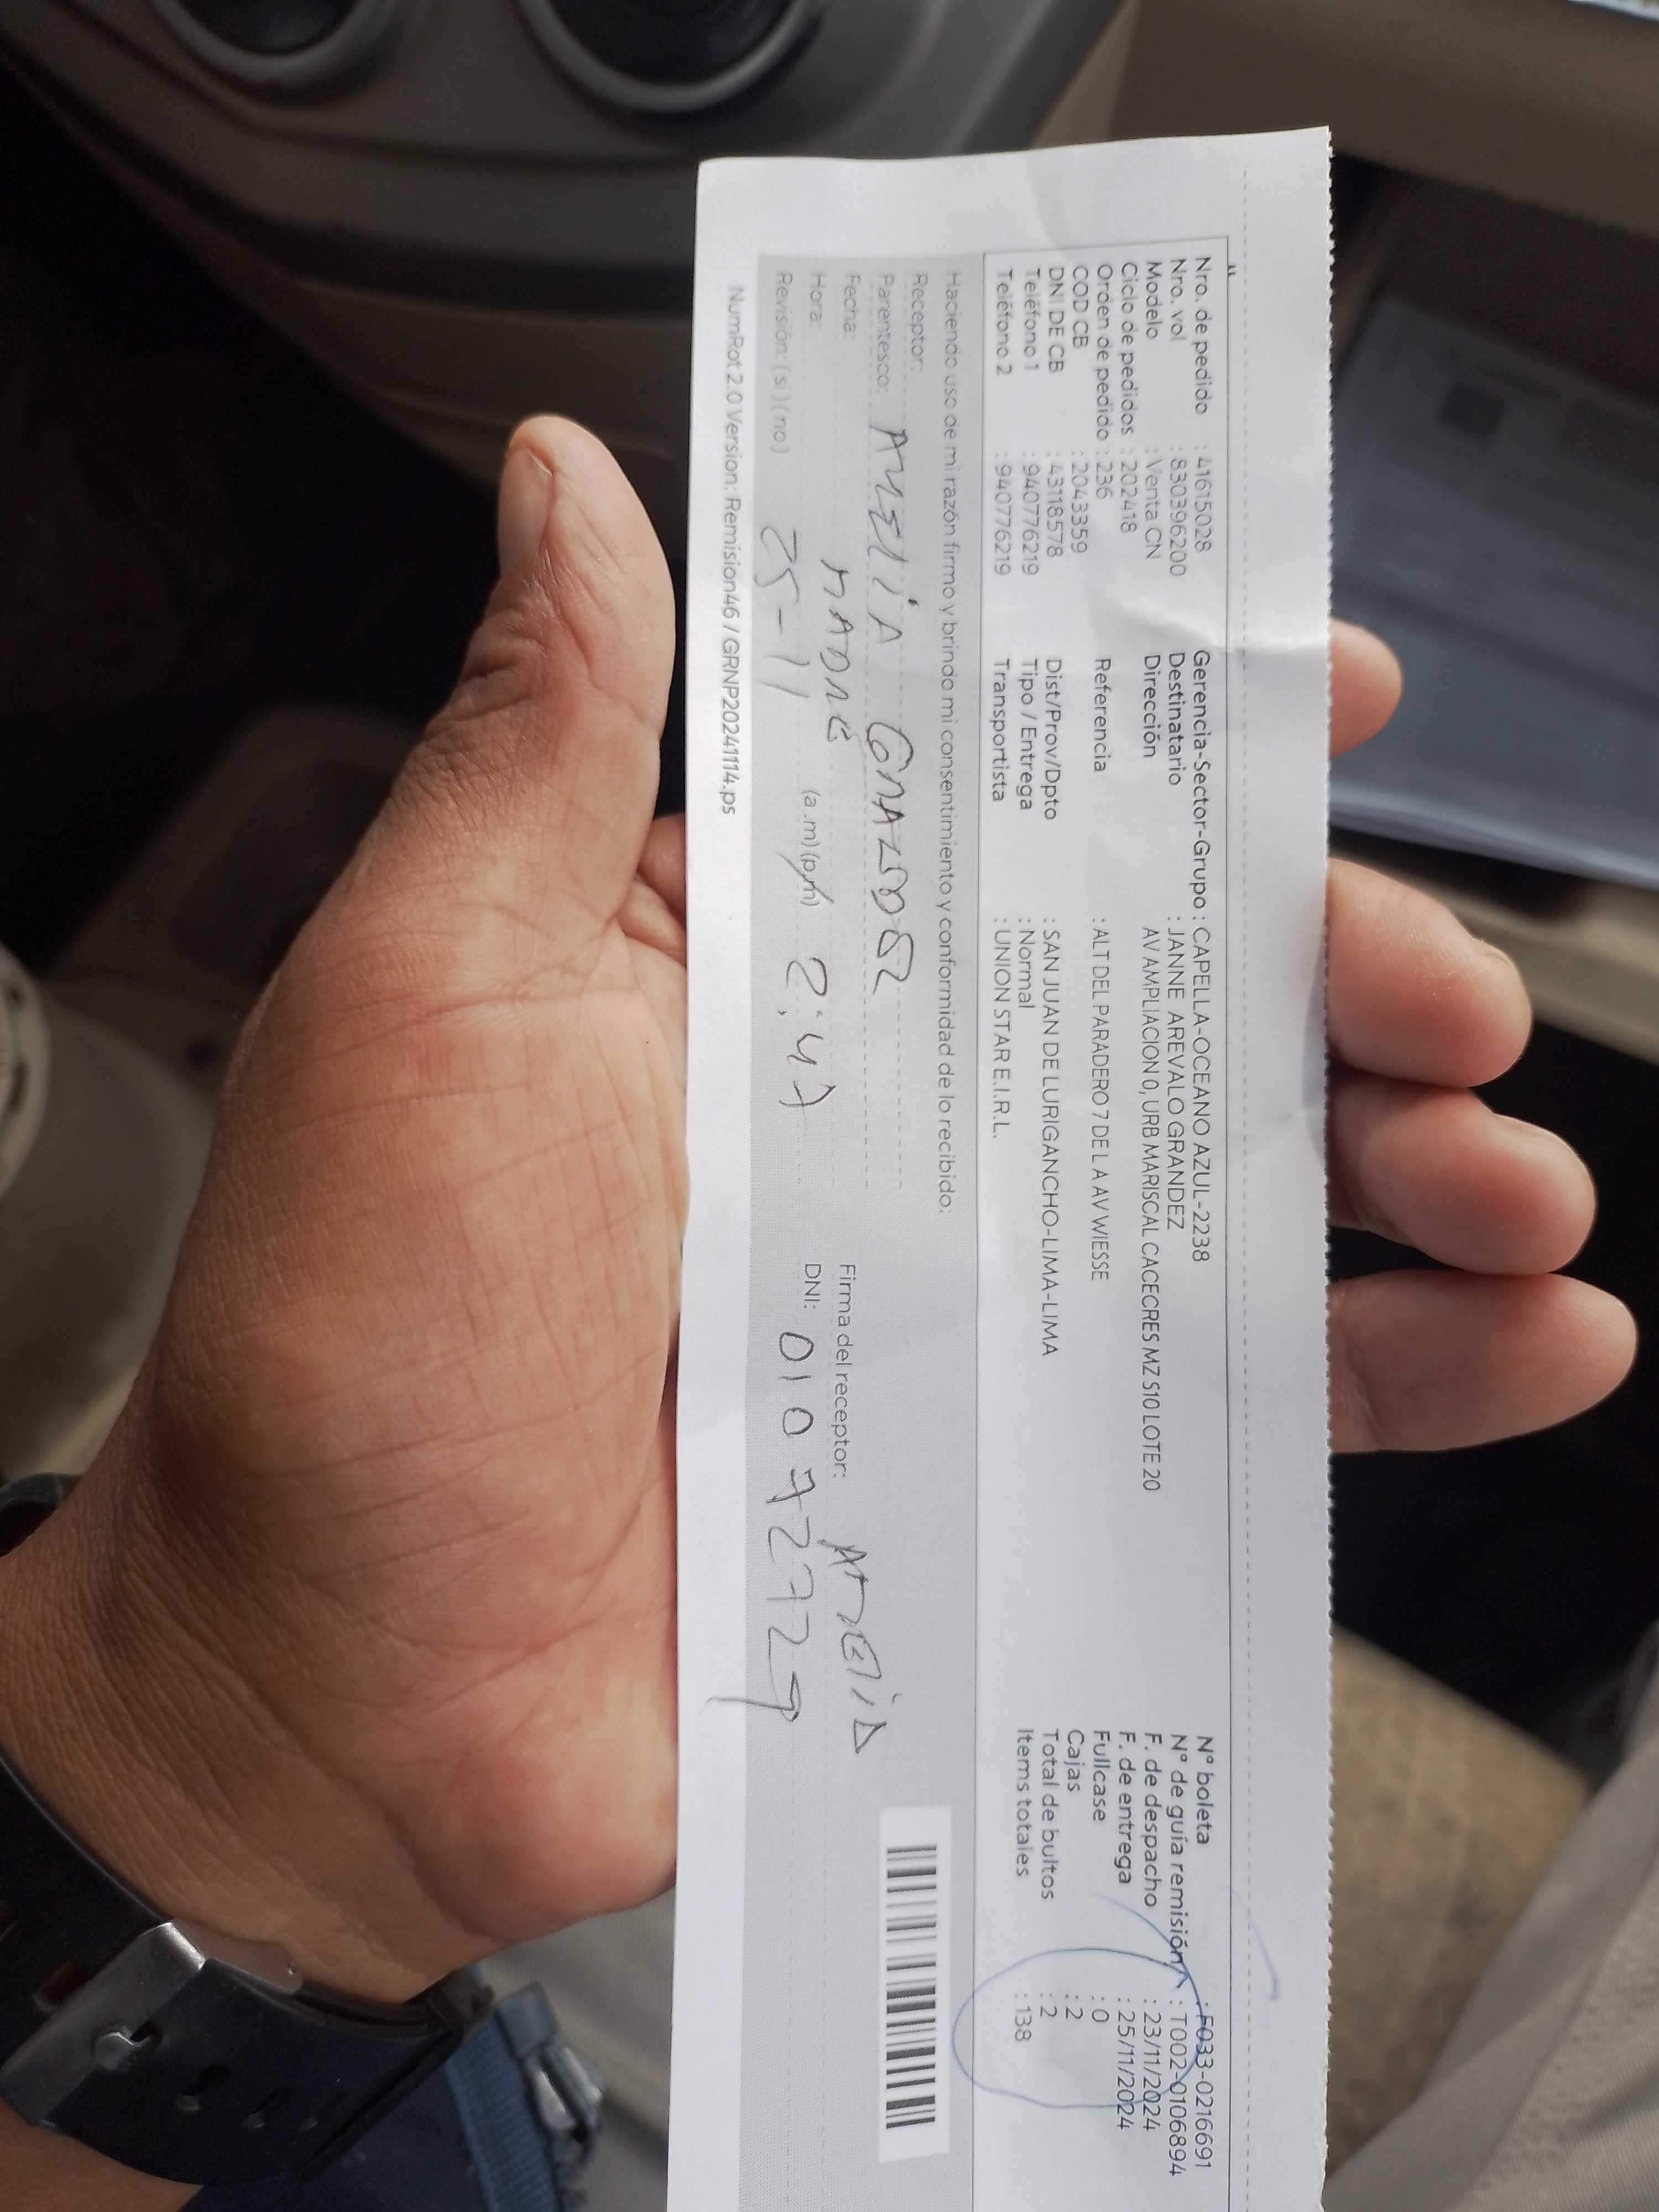 Nro. de pedido : 41615028 Gerencia-Sector-Grupo : CAPELLA-OCEANO AZUL-2238 N° boleta : F033-0216691
Nro. vol : 830396200 Destinatario : JANNE AREVALO GRANDEZ N° de guía remisión : T002-0106894
Modelo : Venta CN Dirección AV AMPLIACION 0, URB MARISCAL CACECRES MZ S10 LOTE 20 F. de despacho : 23/11/2024
Ciclo de pedidos : 202418 F. de entrega : 25/11/2024
Orden de pedido : 236 Referencia : ALT DEL PARADERO 7 DE LA AV WIESSE Fullcase : 0
COD CB : 2043359 Cajas : 2
DNI DE CB : 43118578 Dist/Prov/Dpto : SAN JUAN DE LURIGANCHO-LIMA-LIMA Total de bultos : 2
Teléfono 1 : 940776219 Tipo / Entrega : Normal Items totales : 138
Teléfono 2 : 940776219 Transportista : UNION STAR E.I.R.L.
Haciendo uso de mi razón firmo y brindo mi consentimiento y conformidad de lo recibido:
Receptor:
Parentesco: AMELIA
Fecha: MADRE Firma del receptor: AMELIA
Hora: (a.m)(p.m) 2:47 DNI: 01072729
Revisión: (si) (no) 25-11
NumRot 2.0 Version: Remision46 / GRNP20241114.ps